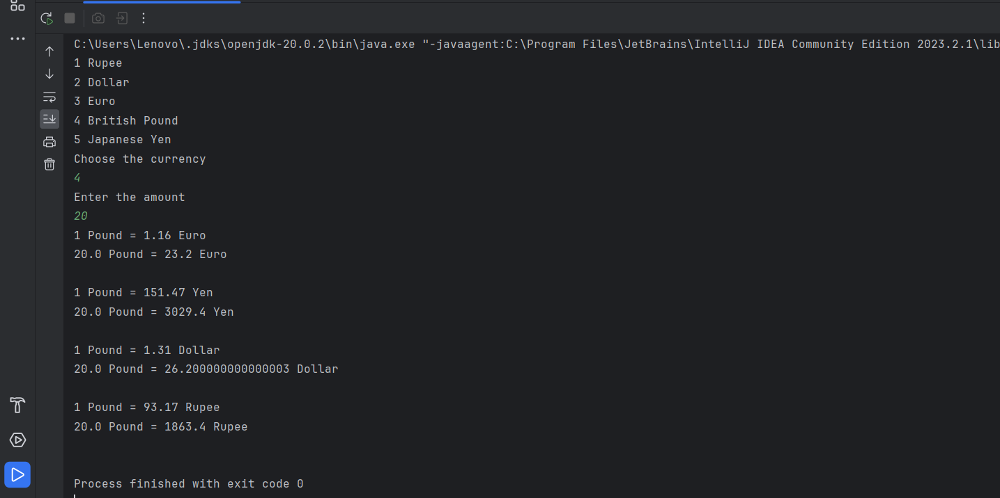 C:\Users\Lenovo\.jdks\openjdk-20.0.2\bin\java.exe "-javaagent:C:\Program Files\JetBrains\IntelliJ IDEA Community Edition 2023.2.1\lib
1 Rupee
2 Dollar
3 Euro
4 British Pound
5 Japanese Yen
Choose the currency
4
Enter the amount
20
1 Pound = 1.16 Euro
20.0 Pound = 23.2 Euro
1 Pound = 151.47 Yen
20.0 Pound = 3029.4 Yen
1 Pound = 1.31 Dollar
20.0 Pound = 26.200000000000003 Dollar
1 Pound = 93.17 Rupee
20.0 Pound = 1863.4 Rupee
Process finished with exit code 0